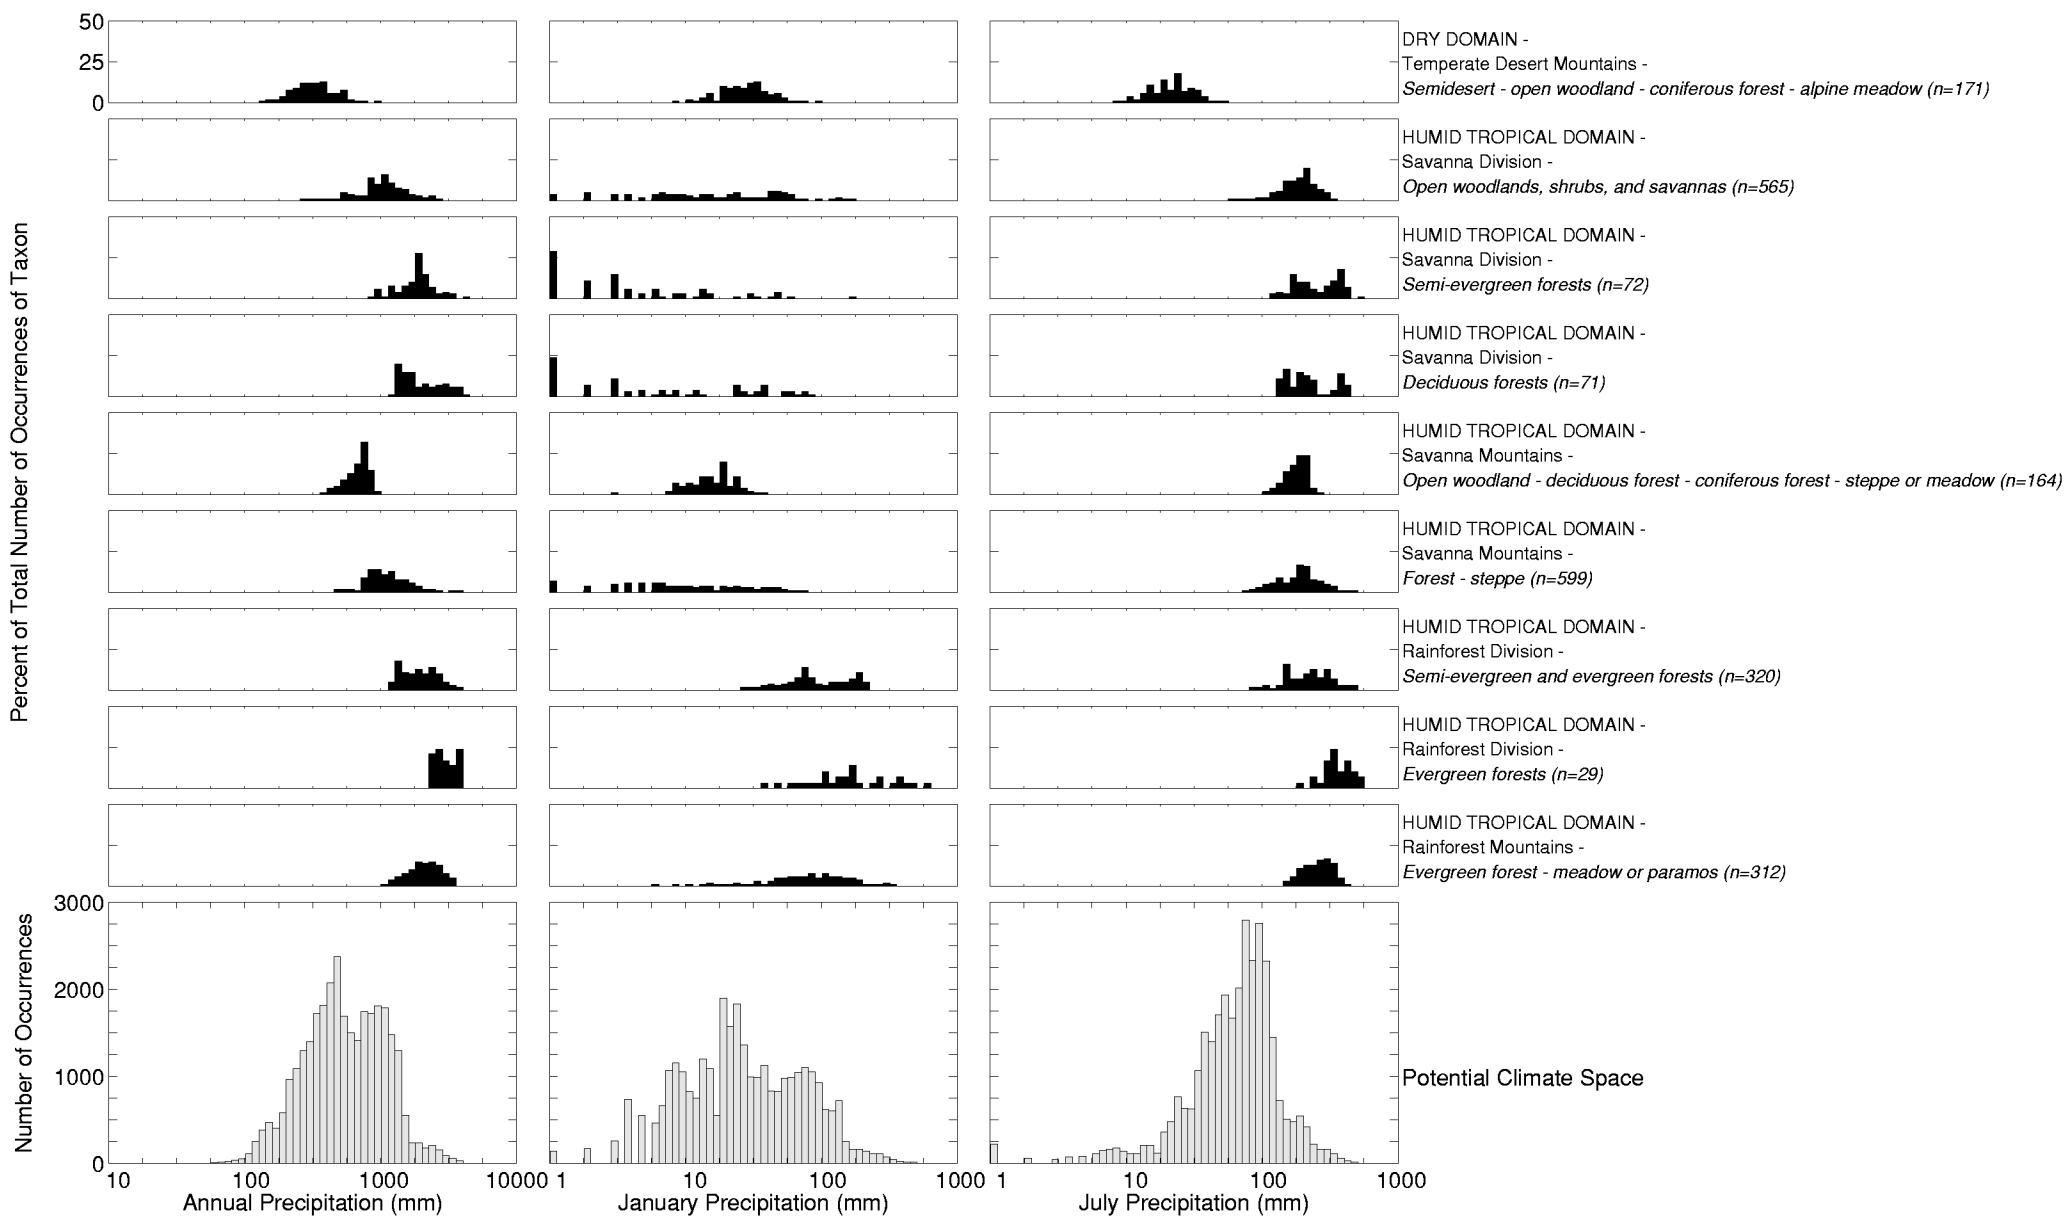 50
25
0
DRY DOMAIN -
Temperate Desert Mountains -
Semidesert - open woodland - coniferous forest - alpine meadow (n=171)
HUMID TROPICAL DOMAIN -
Savanna Division -
Open woodlands, shrubs, and savannas (n=565)
HUMID TROPICAL DOMAIN -
Savanna Division -
Semi-evergreen forests (n=72)
HUMID TROPICAL DOMAIN -
Savanna Division -
Deciduous forests (n=71)
HUMID TROPICAL DOMAIN -
Savanna Mountains -
Open woodland - deciduous forest - coniferous forest - steppe or meadow (n=164)
HUMID TROPICAL DOMAIN -
Savanna Mountains -
Forest - steppe (n=599)
HUMID TROPICAL DOMAIN -
Rainforest Division -
Semi-evergreen and evergreen forests (n=320)
HUMID TROPICAL DOMAIN -
Rainforest Division -
Evergreen forests (n=29)
HUMID TROPICAL DOMAIN -
Rainforest Mountains -
Evergreen forest - meadow or paramos (n=312)
Percent of Total Number of Occurrences of Taxon
3000
2000
1000
0
Number of Occurrences
Potential Climate Space
10 100 1000 10000
Annual Precipitation (mm)
1 10 100 1000
January Precipitation (mm)
1 10 100 1000
July Precipitation (mm)